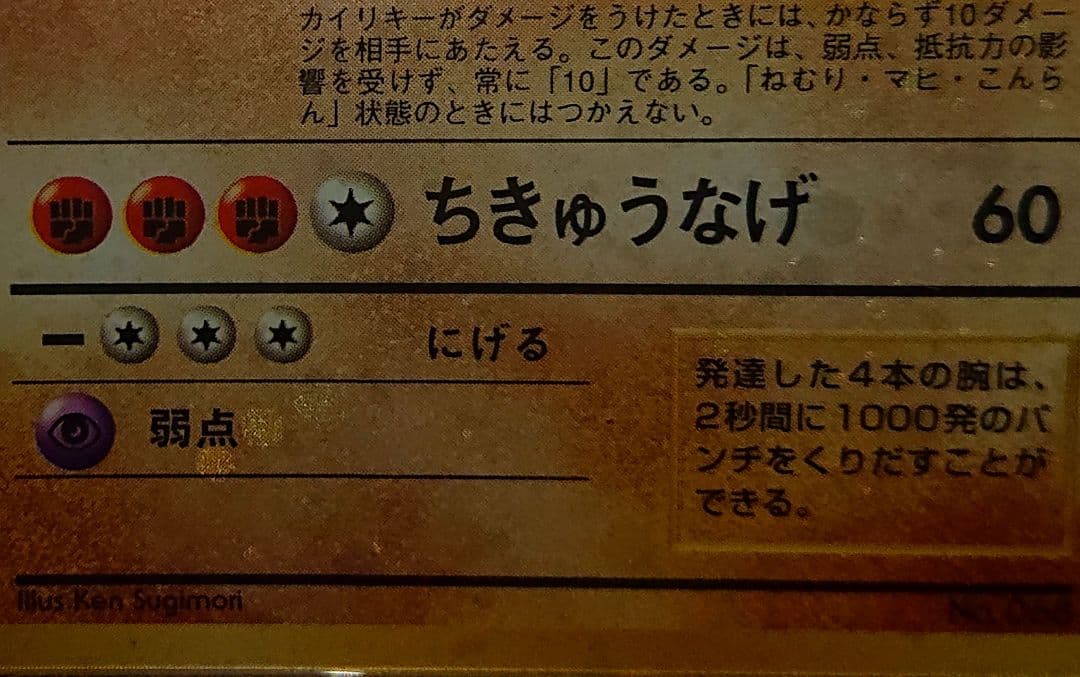 カイリキーがダメージをうけたときには、かならず10ダメー
ジを相手にあたえる。このダメージは、弱点、抵抗力の影
響を受けず、常に「10」である。「ねむり・マヒ・こんら
ん」状態のときにはつかえない。
ちきゅうなげ 60
にげる
弱点
発達した4本の腕は、
2秒間に1000発のパ
ンチをくりだすことが
できる。
Illus. Ken Sugimori